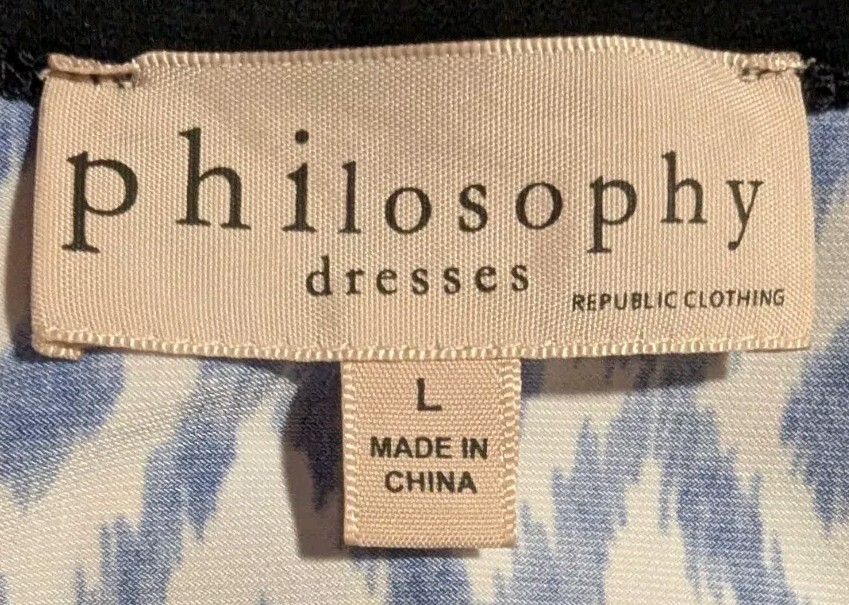 philosophy
dresses
REPUBLIC CLOTHING
L
MADE IN
CHINA